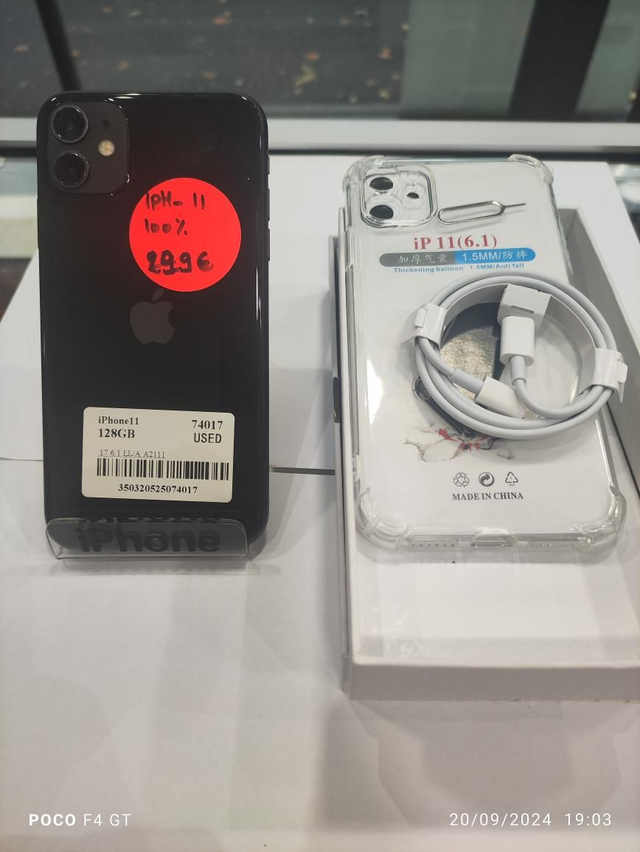 IPH- 11
100%
299€
iPhone11 74017
128GB USED
17.6.1 LL/A A2111
350320525074017
iPhone
iP 11(6.1)
加厚气囊 1.5MM/防摔
Thickening balloon 1.5MM/Anti fall
MADE IN CHINA
POCO F4 GT
20/09/2024 19:03